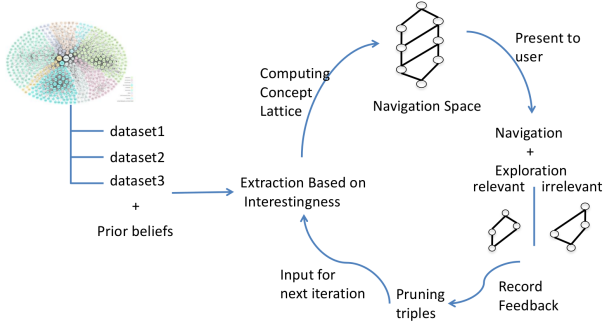 dataset1
dataset2
dataset3
+
Prior beliefs
Extraction Based on
Interestingness
Computing
Concept
Lattice
Navigation Space
Present to
user
Navigation
+
Exploration
relevant
irrelevant
Record
Feedback
Pruning
triples
Input for
next iteration